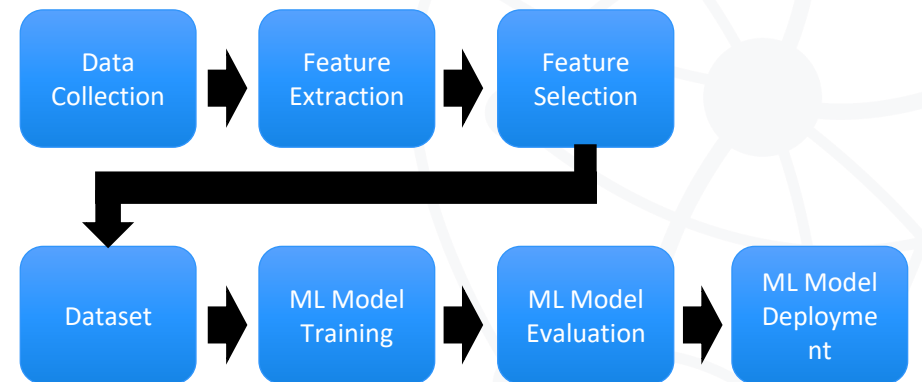 Data
Collection
Feature
Extraction
Feature
Selection
Dataset
ML Model
Training
ML Model
Evaluation
ML Model
Deployme
nt